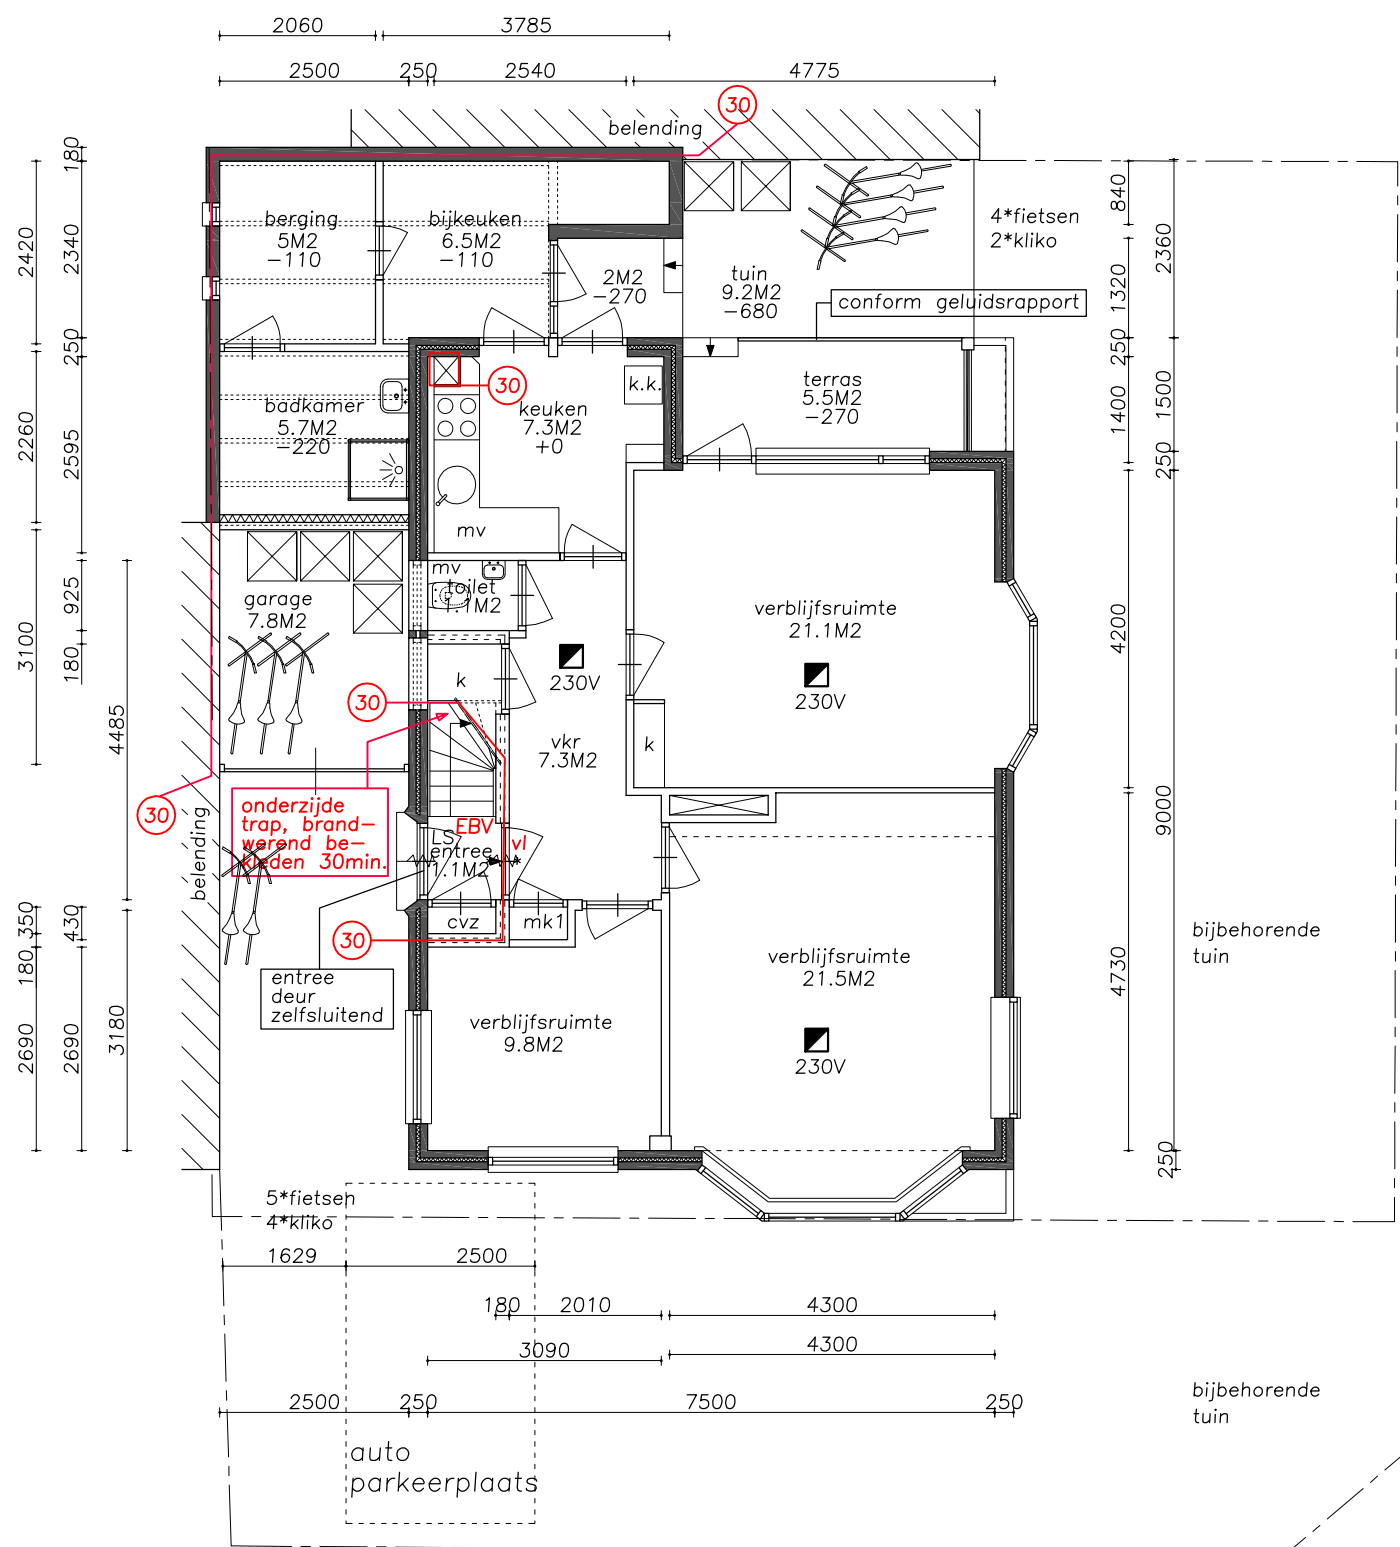 2060
3785
2500
250
2540
4775
30
belending
180
840
2360
berging
5M2
-110
bijkeuken
6.5M2
-110
4*fietsen
2*kliko
2420
2340
2M2
-270
tuin
9.2M2
-680
1320
conform geluidsrapport
250
250
30
k.k.
terras
5.5M2
-270
1400
1500
badkamer
5.7M2
-220
keuken
7.3M2
+0
2260
2595
250
mv
mv
toilet
1.1M2
925
garage
7.8M2
verblijfsruimte
21.1M2
4200
3100
180
k
230V
230V
30
4485
vkr
7.3M2
k
9000
onderzijde
trap, brand-
werend be-
kleden 30min.
30
belending
EBV
LS
entree
1.1M2
vl
350
430
cvz
mk1
30
bijbehorende
tuin
180
verblijfsruimte
21.5M2
4730
entree
deur
zelfsluitend
verblijfsruimte
9.8M2
2690
2690
3180
230V
250
5*fietsen
4*kliko
1629
2500
180
2010
4300
3090
4300
2500
250
7500
250
bijbehorende
tuin
auto
parkeerplaats